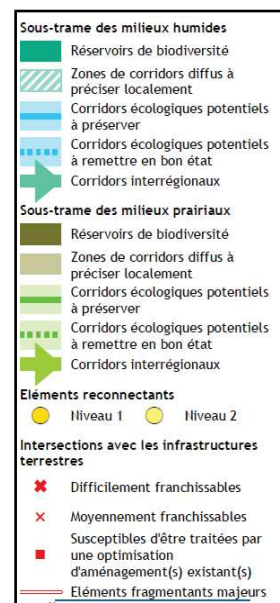 Sous-trame des milieux humides
Réservoirs de biodiversité
Zones de corridors diffus à
préciser localement
Corridors écologiques potentiels
à préserver
Corridors écologiques potentiels
à remettre en bon état
Corridors interrégionaux
Sous-trame des milieux prairiaux
Réservoirs de biodiversité
Zones de corridors diffus à
préciser localement
Corridors écologiques potentiels
à préserver
Corridors écologiques potentiels
à remettre en bon état
Corridors interrégionaux
Eléments reconnectants
Niveau 1 Niveau 2
Intersections avec les infrastructures
terrestres
Difficilement franchissables
Moyennement franchissables
Susceptibles d'être traitées par
une optimisation
d'aménagement(s) existant(s)
Eléments fragmentants majeurs